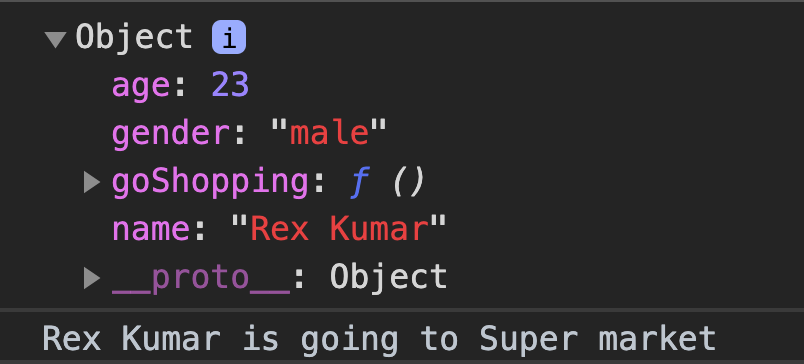 ▼Object i
age: 23
gender: "male"
▶ goShopping: ƒ ()
name: "Rex Kumar"
▶ __proto__: Object
Rex Kumar is going to Super market